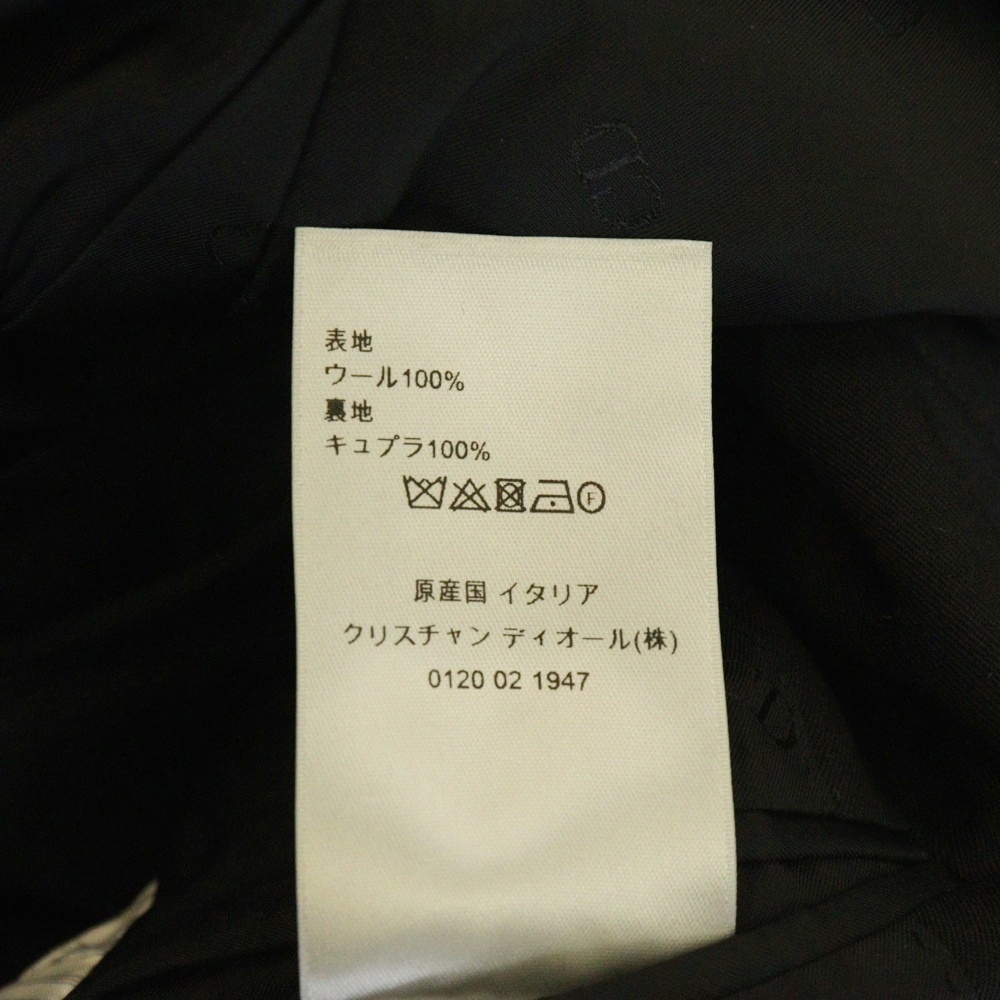 表地
ウール100%
裏地
キュプラ100%
F
原産国 イタリア
クリスチャン ディオール(株)
0120 02 1947